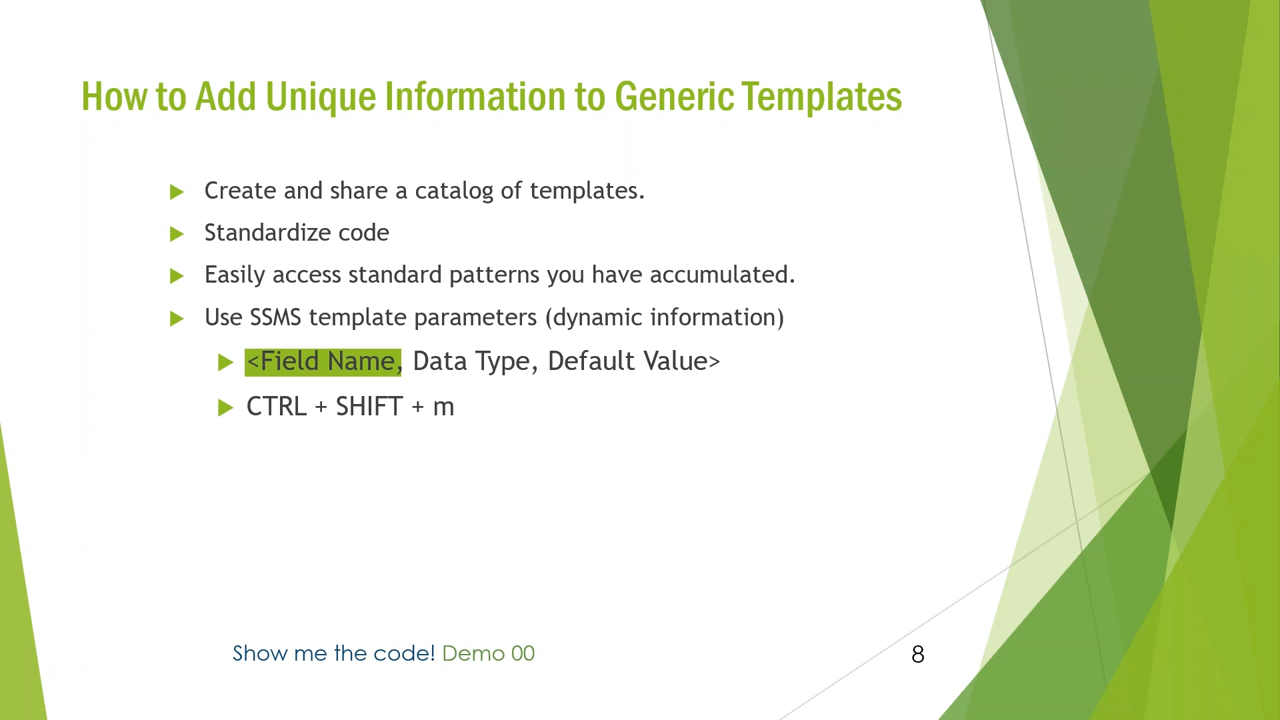 How to Add Unique Information to Generic Templates
Create and share a catalog of templates.
Standardize code
Easily access standard patterns you have accumulated.
Use SSMS template parameters (dynamic information)
<Field Name, Data Type, Default Value>
CTRL + SHIFT + m
Show me the code! Demo 00
8